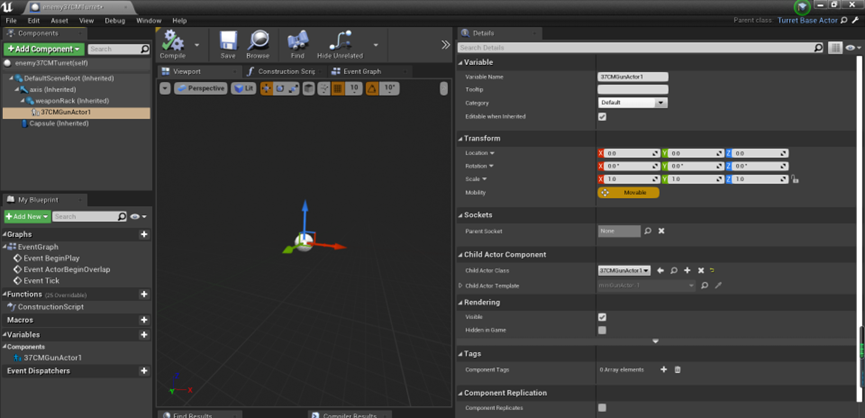 enemy37CMTurret*
File Edit Asset View Debug Window Help
Parent class: Turret Base Actor
Components
+Add Component
Search
enemy37CMTurret(self)
DefaultSceneRoot (Inherited)
axis (Inherited)
weaponRack (Inherited)
37CMGunActor1
Capsule (Inherited)
My Blueprint
+Add New
Search
Graphs
EventGraph
Event BeginPlay
Event ActorBeginOverlap
Event Tick
Functions (25 Overridable)
ConstructionScript
Macros
Variables
Components
37CMGunActor1
Event Dispatchers
Compile Save Browse Find Hide Unrelated
Viewport Construction Scrip Event Graph
Perspective Lit 10 10°
Z
Y X
Find Results Compiler Results
Details
Search Details
Variable
Variable Name 37CMGunActor1
Tooltip
Category Default
Editable when Inherited
Transform
Location X 0.0 Y 0.0 Z 0.0
Rotation X 0.0° Y 0.0° Z 0.0°
Scale X 1.0 Y 1.0 Z 1.0
Mobility Movable
Sockets
Parent Socket None
Child Actor Component
Child Actor Class 37CMGunActor1
Child Actor Template
Rendering
Visible
Hidden in Game
Tags
Component Tags 0 Array elements
Component Replication
Component Replicates